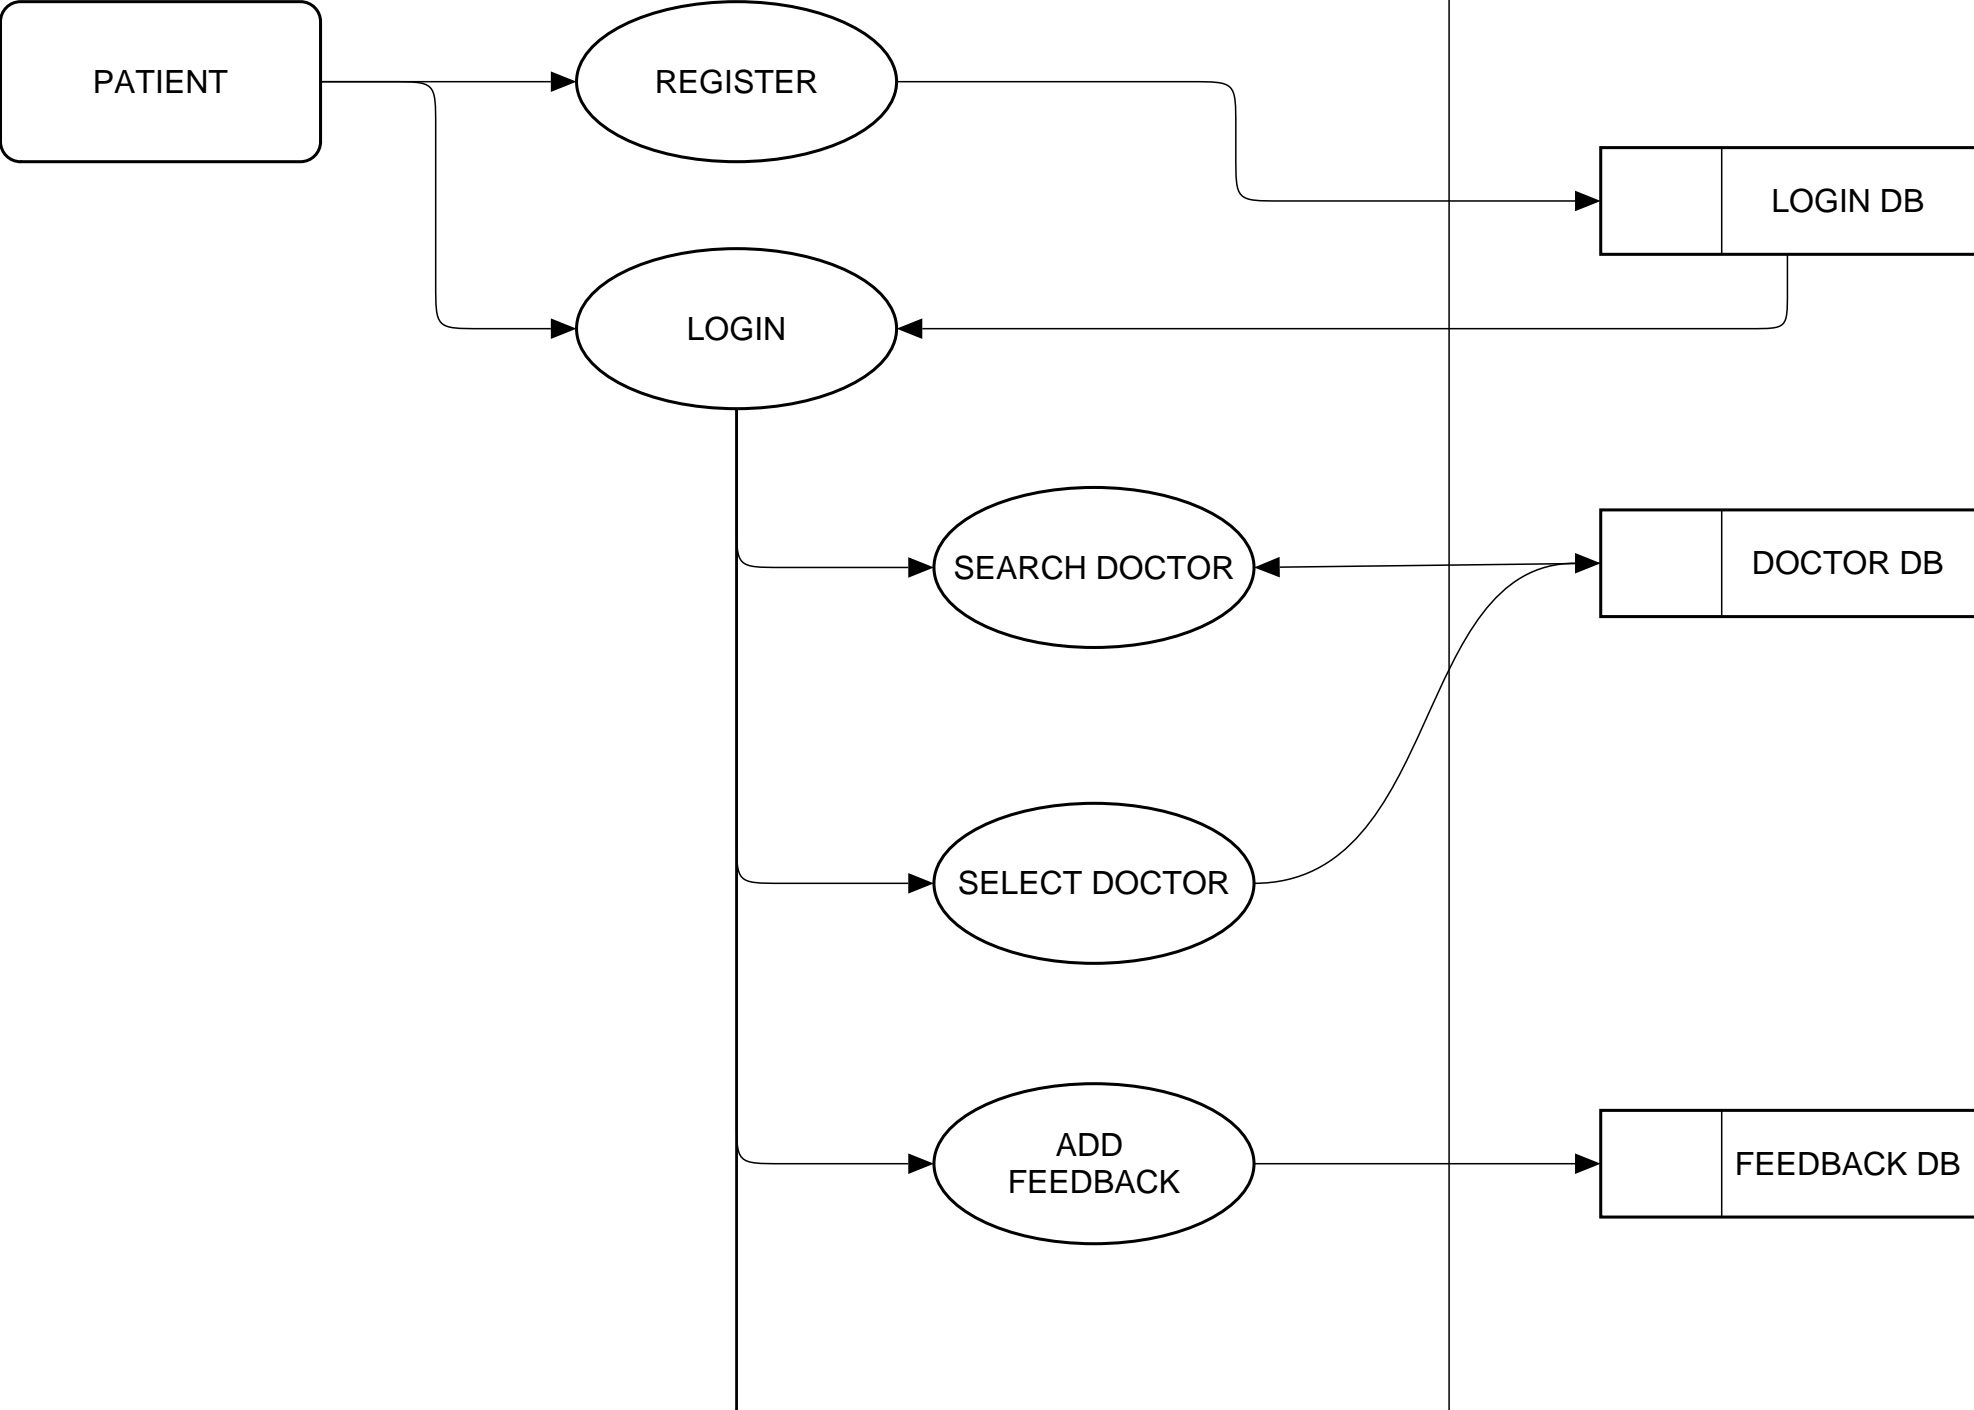 PATIENT
REGISTER
LOGIN DB
LOGIN
SEARCH DOCTOR
DOCTOR DB
SELECT DOCTOR
ADD
FEEDBACK
FEEDBACK DB